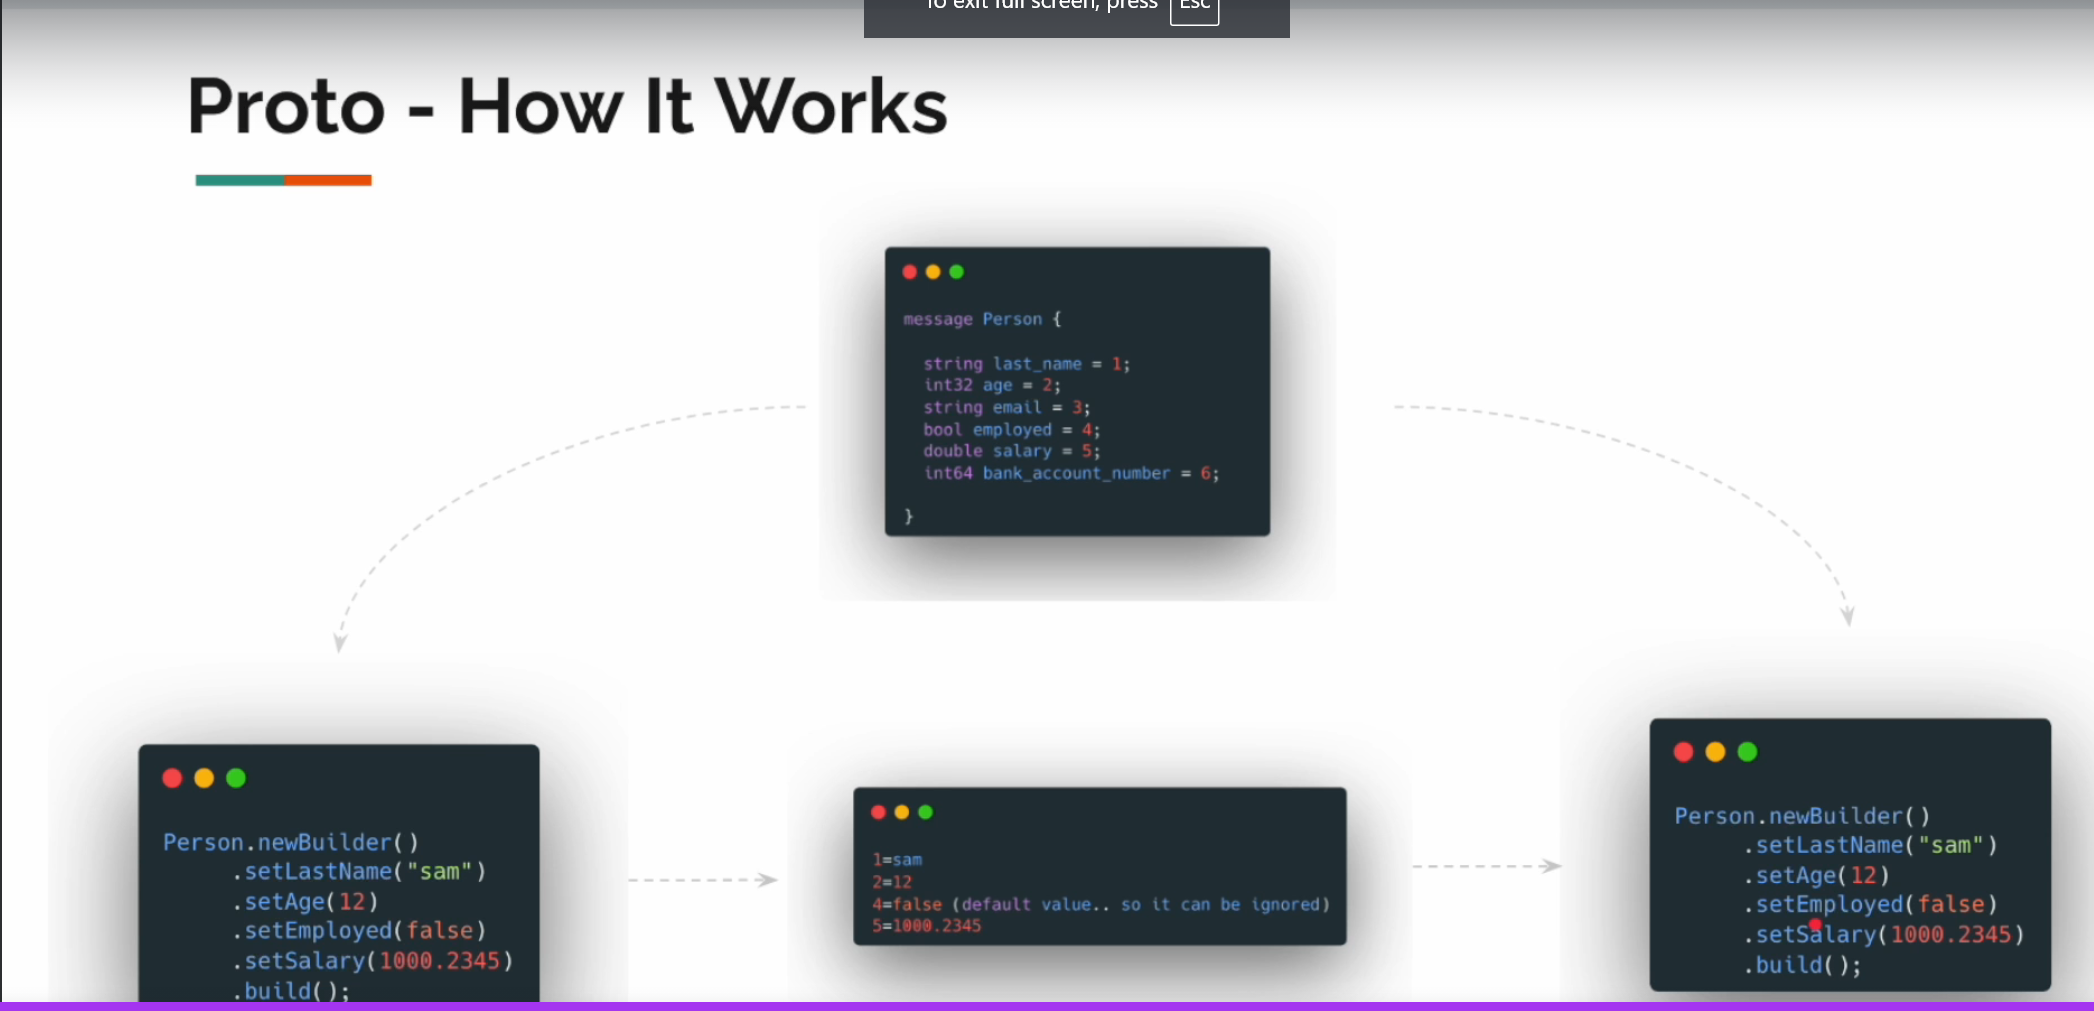 To exit full screen, press Esc
Proto - How It Works
message Person {
string last_name = 1;
int32 age = 2;
string email = 3;
bool employed = 4;
double salary = 5;
int64 bank_account_number = 6;
}
Person.newBuilder()
.setLastName("sam")
.setAge(12)
.setEmployed(false)
.setSalary(1000.2345)
.build();
1=sam
2=12
4=false (default value.. so it can be ignored)
5=1000.2345
Person.newBuilder()
.setLastName("sam")
.setAge(12)
.setEmployed(false)
.setSalary(1000.2345)
.build();